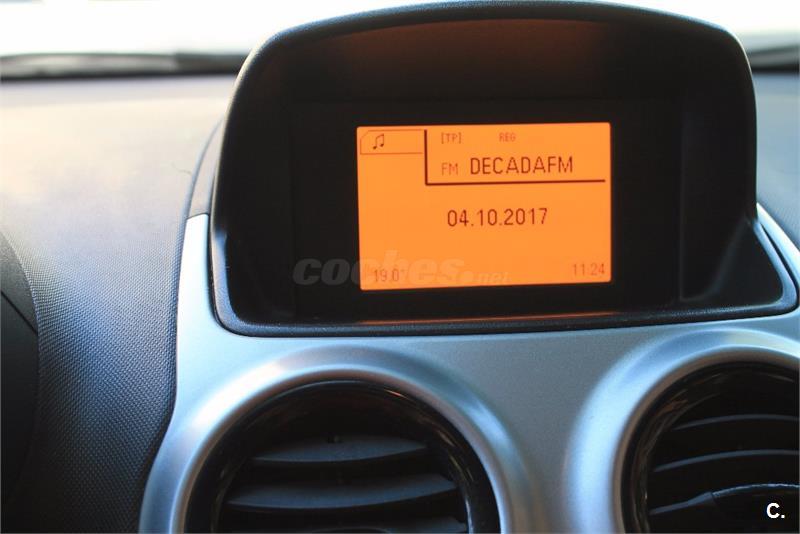 [TP] REG
FM DECADAFM
04.10.2017
coches.net
19.0° 11:24
C.